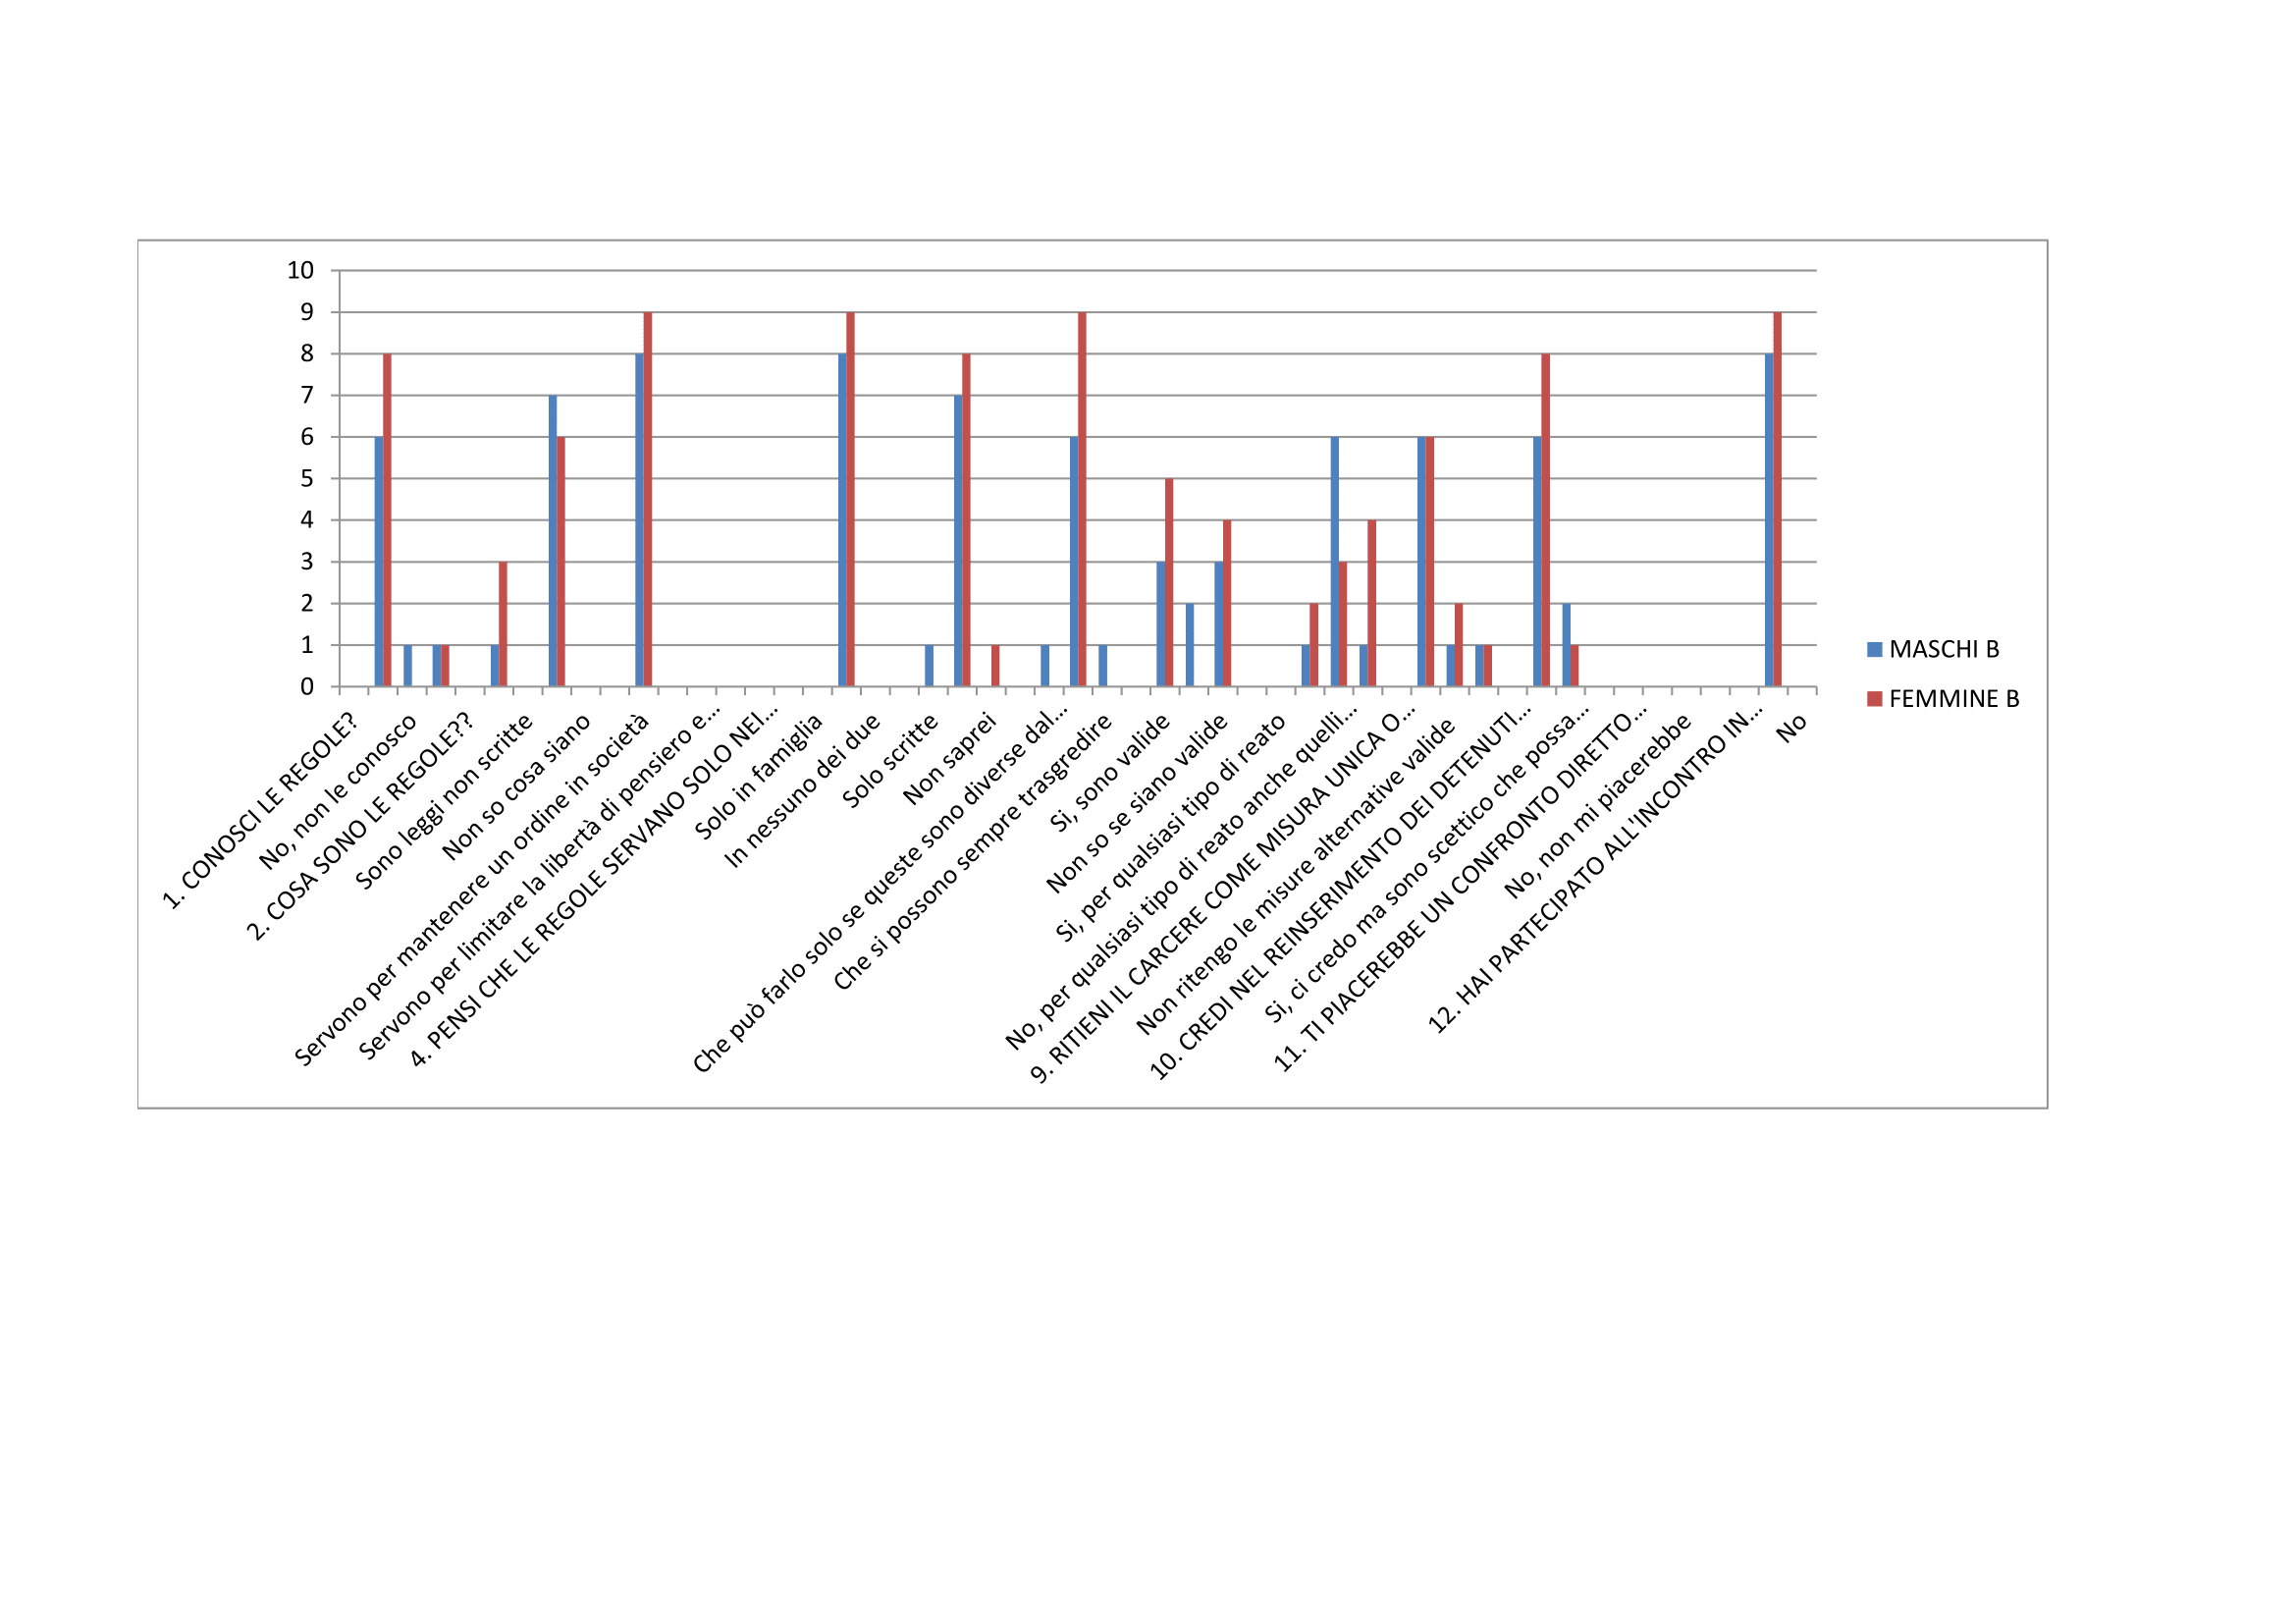 10
9
8
7
6
5
4
3
2
1
0
MASCHI B
FEMMINE B
1. CONOSCI LE REGOLE?
No, non le conosco
2. COSA SONO LE REGOLE??
Sono leggi non scritte
Non so cosa siano
Servono per mantenere un ordine in società
Servono per limitare la libertà di pensiero e…
4. PENSI CHE LE REGOLE SERVANO SOLO NEI…
Solo in famiglia
In nessuno dei due
Solo scritte
Non saprei
Che può farlo solo se queste sono diverse dal…
Che si possono sempre trasgredire
Si, sono valide
Non so se siano valide
Si, per qualsiasi tipo di reato
No, per qualsiasi tipo di reato anche quelli…
9. RITIENI IL CARCERE COME MISURA UNICA O…
Non ritengo le misure alternative valide
10. CREDI NEL REINSERIMENTO DEI DETENUTI…
Si, ci credo ma sono scettico che possa…
11. TI PIACEREBBE UN CONFRONTO DIRETTO…
No, non mi piacerebbe
12. HAI PARTECIPATO ALL'INCONTRO IN…
No